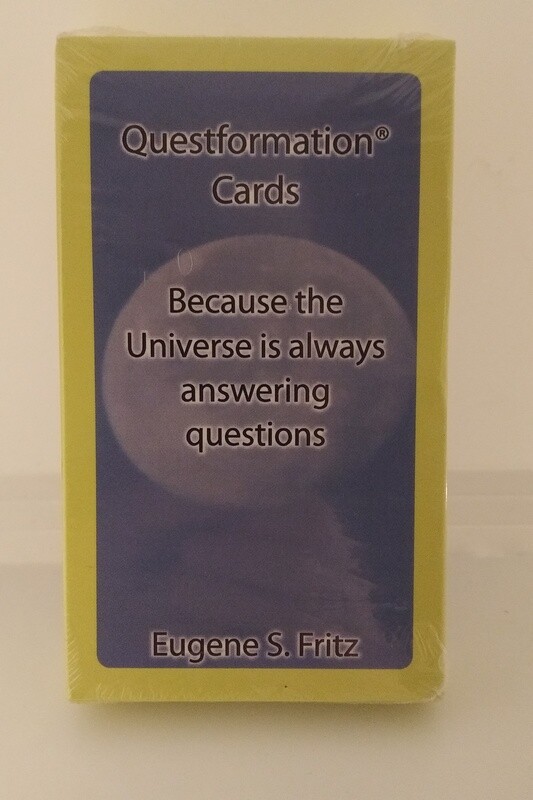 Questformation®
Cards
Because the
Universe is always
answering
questions
Eugene S. Fritz